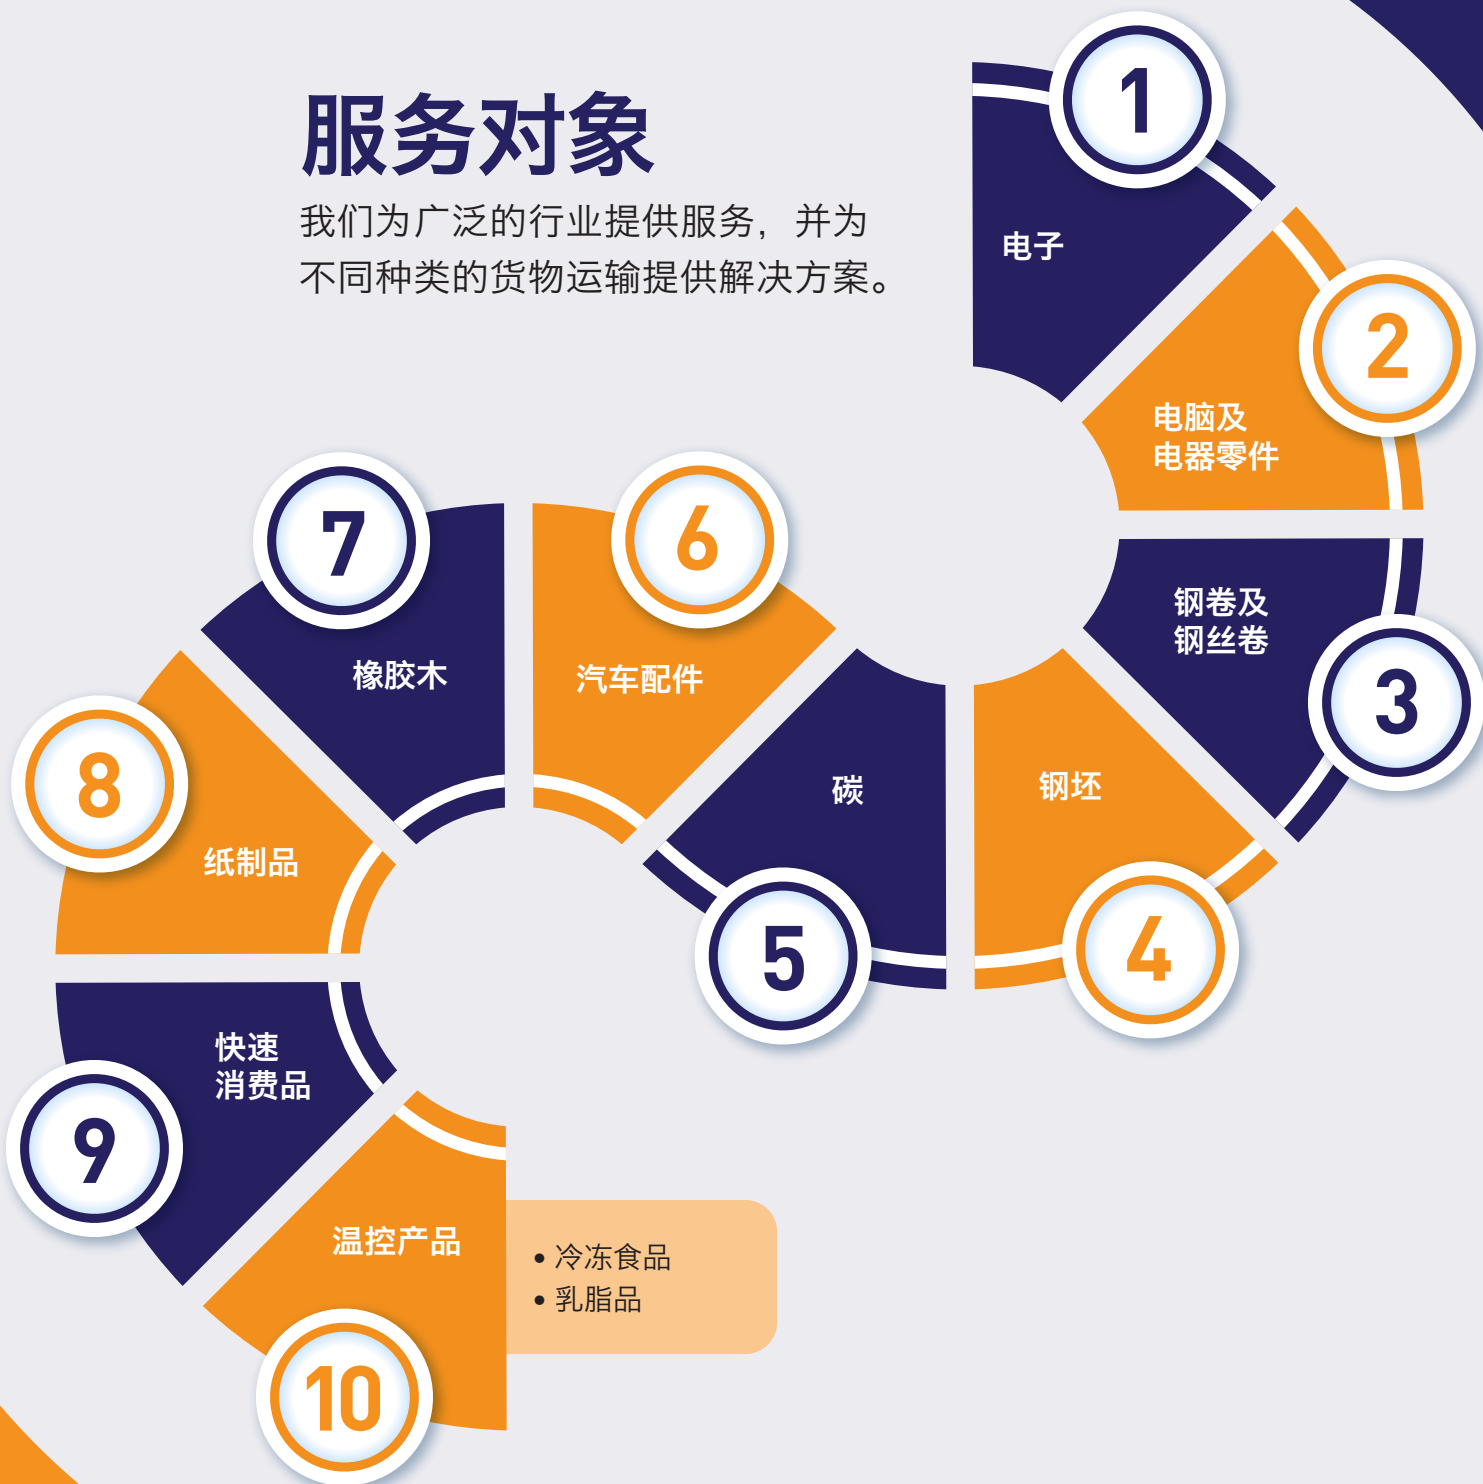 服务对象
我们为广泛的行业提供服务，并为
不同种类的货物运输提供解决方案。
1
电子
2
电脑及
电器零件
3
钢卷及
钢丝卷
4
钢坯
5
碳
6
汽车配件
7
橡胶木
8
纸制品
9
快速
消费品
10
温控产品
• 冷冻食品
• 乳脂品